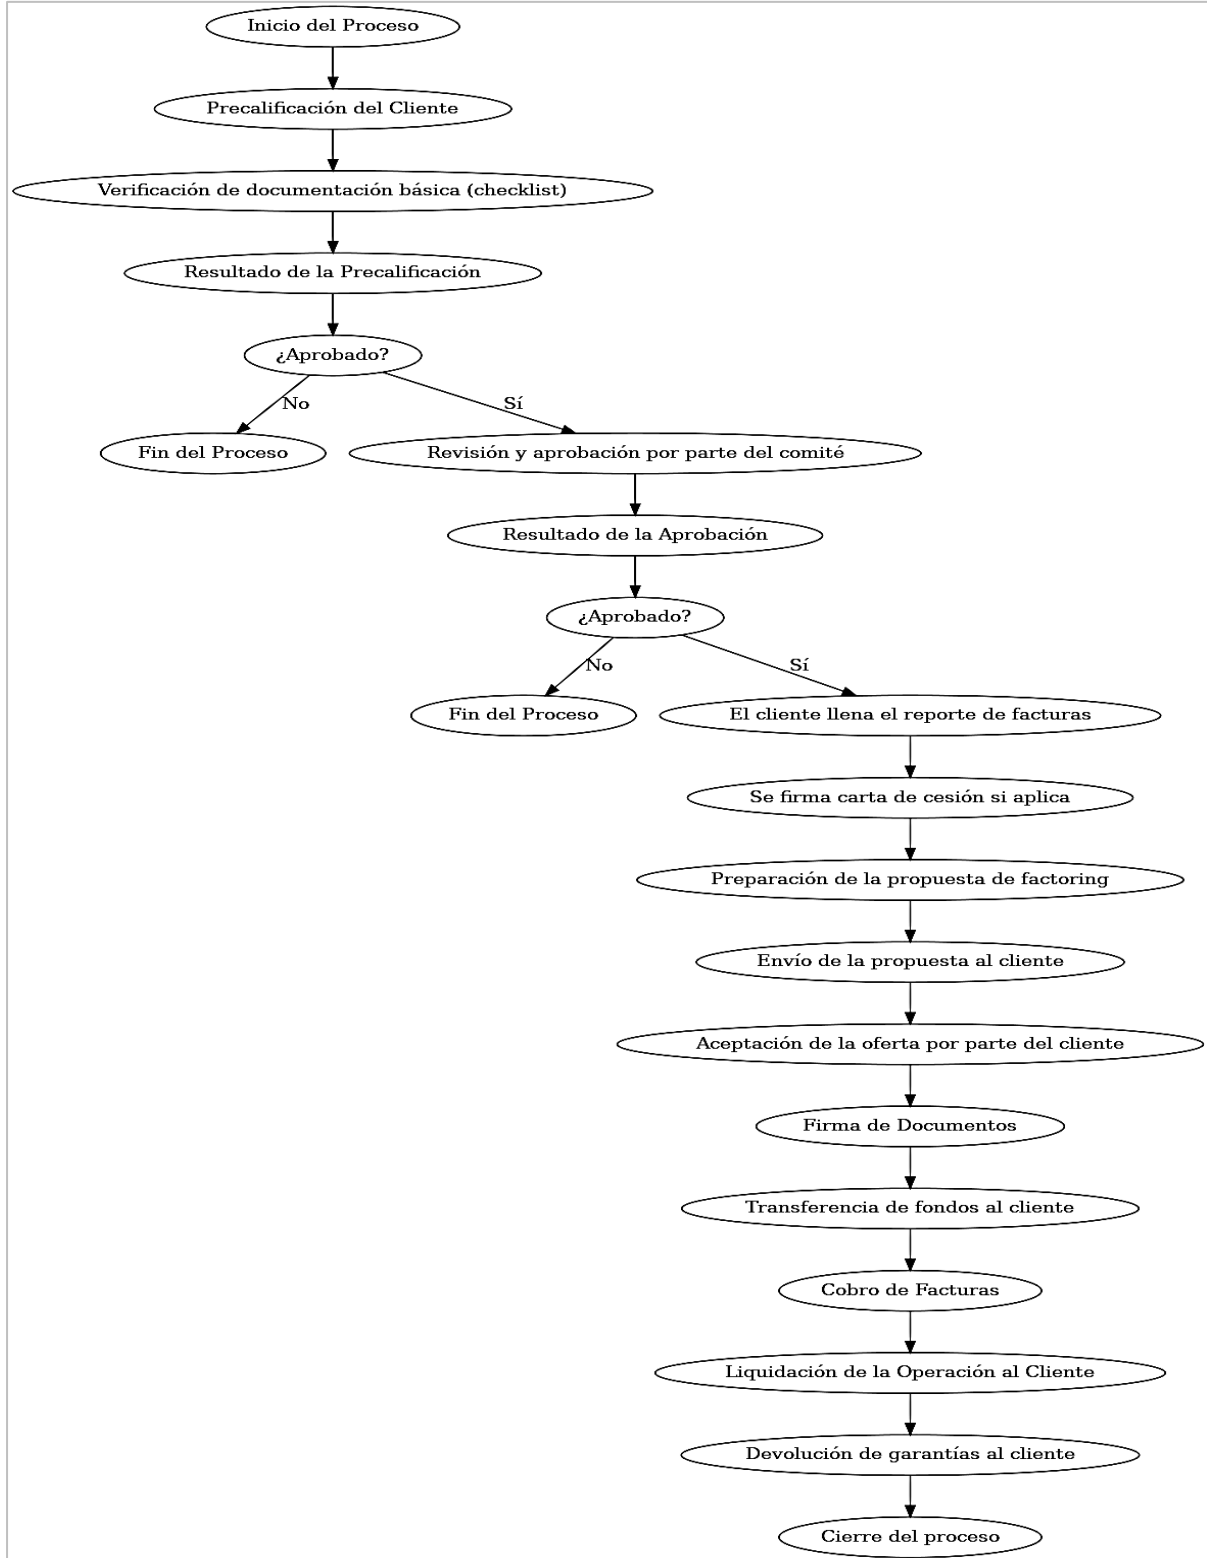 Inicio del Proceso
Precalificación del Cliente
Verificación de documentación básica (checklist)
Resultado de la Precalificación
¿Aprobado?
No
Sí
Fin del Proceso
Revisión y aprobación por parte del comité
Resultado de la Aprobación
¿Aprobado?
No
Sí
Fin del Proceso
El cliente llena el reporte de facturas
Se firma carta de cesión si aplica
Preparación de la propuesta de factoring
Envío de la propuesta al cliente
Aceptación de la oferta por parte del cliente
Firma de Documentos
Transferencia de fondos al cliente
Cobro de Facturas
Liquidación de la Operación al Cliente
Devolución de garantías al cliente
Cierre del proceso